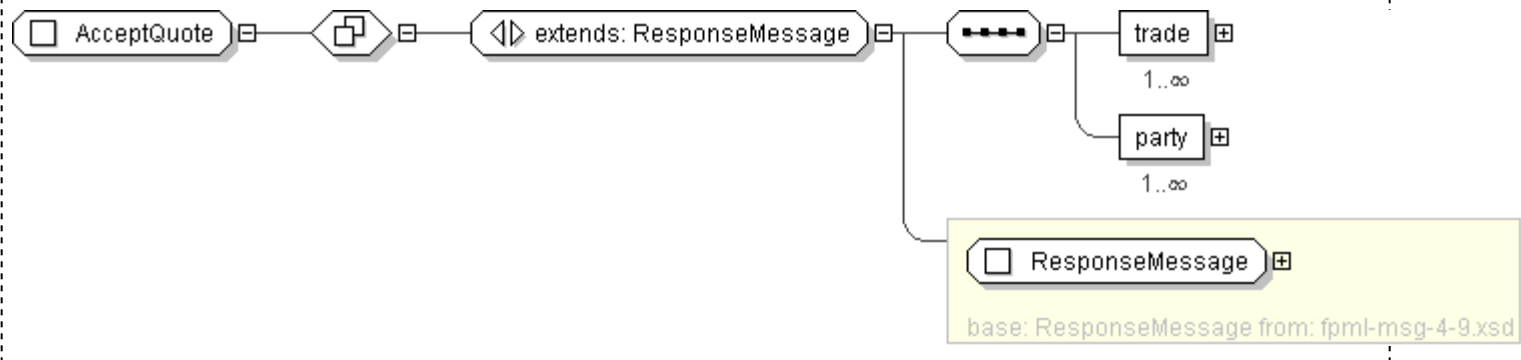 AcceptQuote
extends: ResponseMessage
trade
1..∞
party
1..∞
ResponseMessage
base: ResponseMessage from: fpml-msg-4-9.xsd